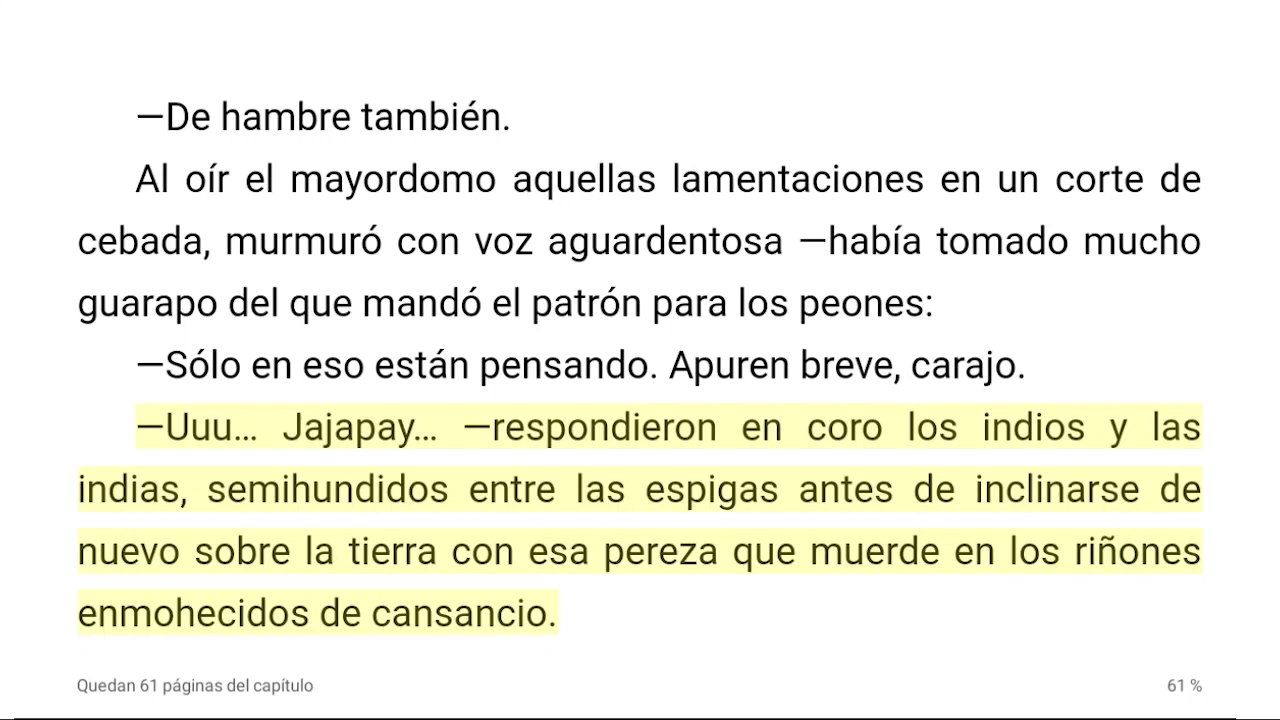 —De hambre también.
Al oír el mayordomo aquellas lamentaciones en un corte de
cebada, murmuró con voz aguardentosa —había tomado mucho
guarapo del que mandó el patrón para los peones:
—Sólo en eso están pensando. Apuren breve, carajo.
—Uuu… Jajapay… —respondieron en coro los indios y las
indias, semihundidos entre las espigas antes de inclinarse de
nuevo sobre la tierra con esa pereza que muerde en los riñones
enmohecidos de cansancio.
Quedan 61 páginas del capítulo
61 %